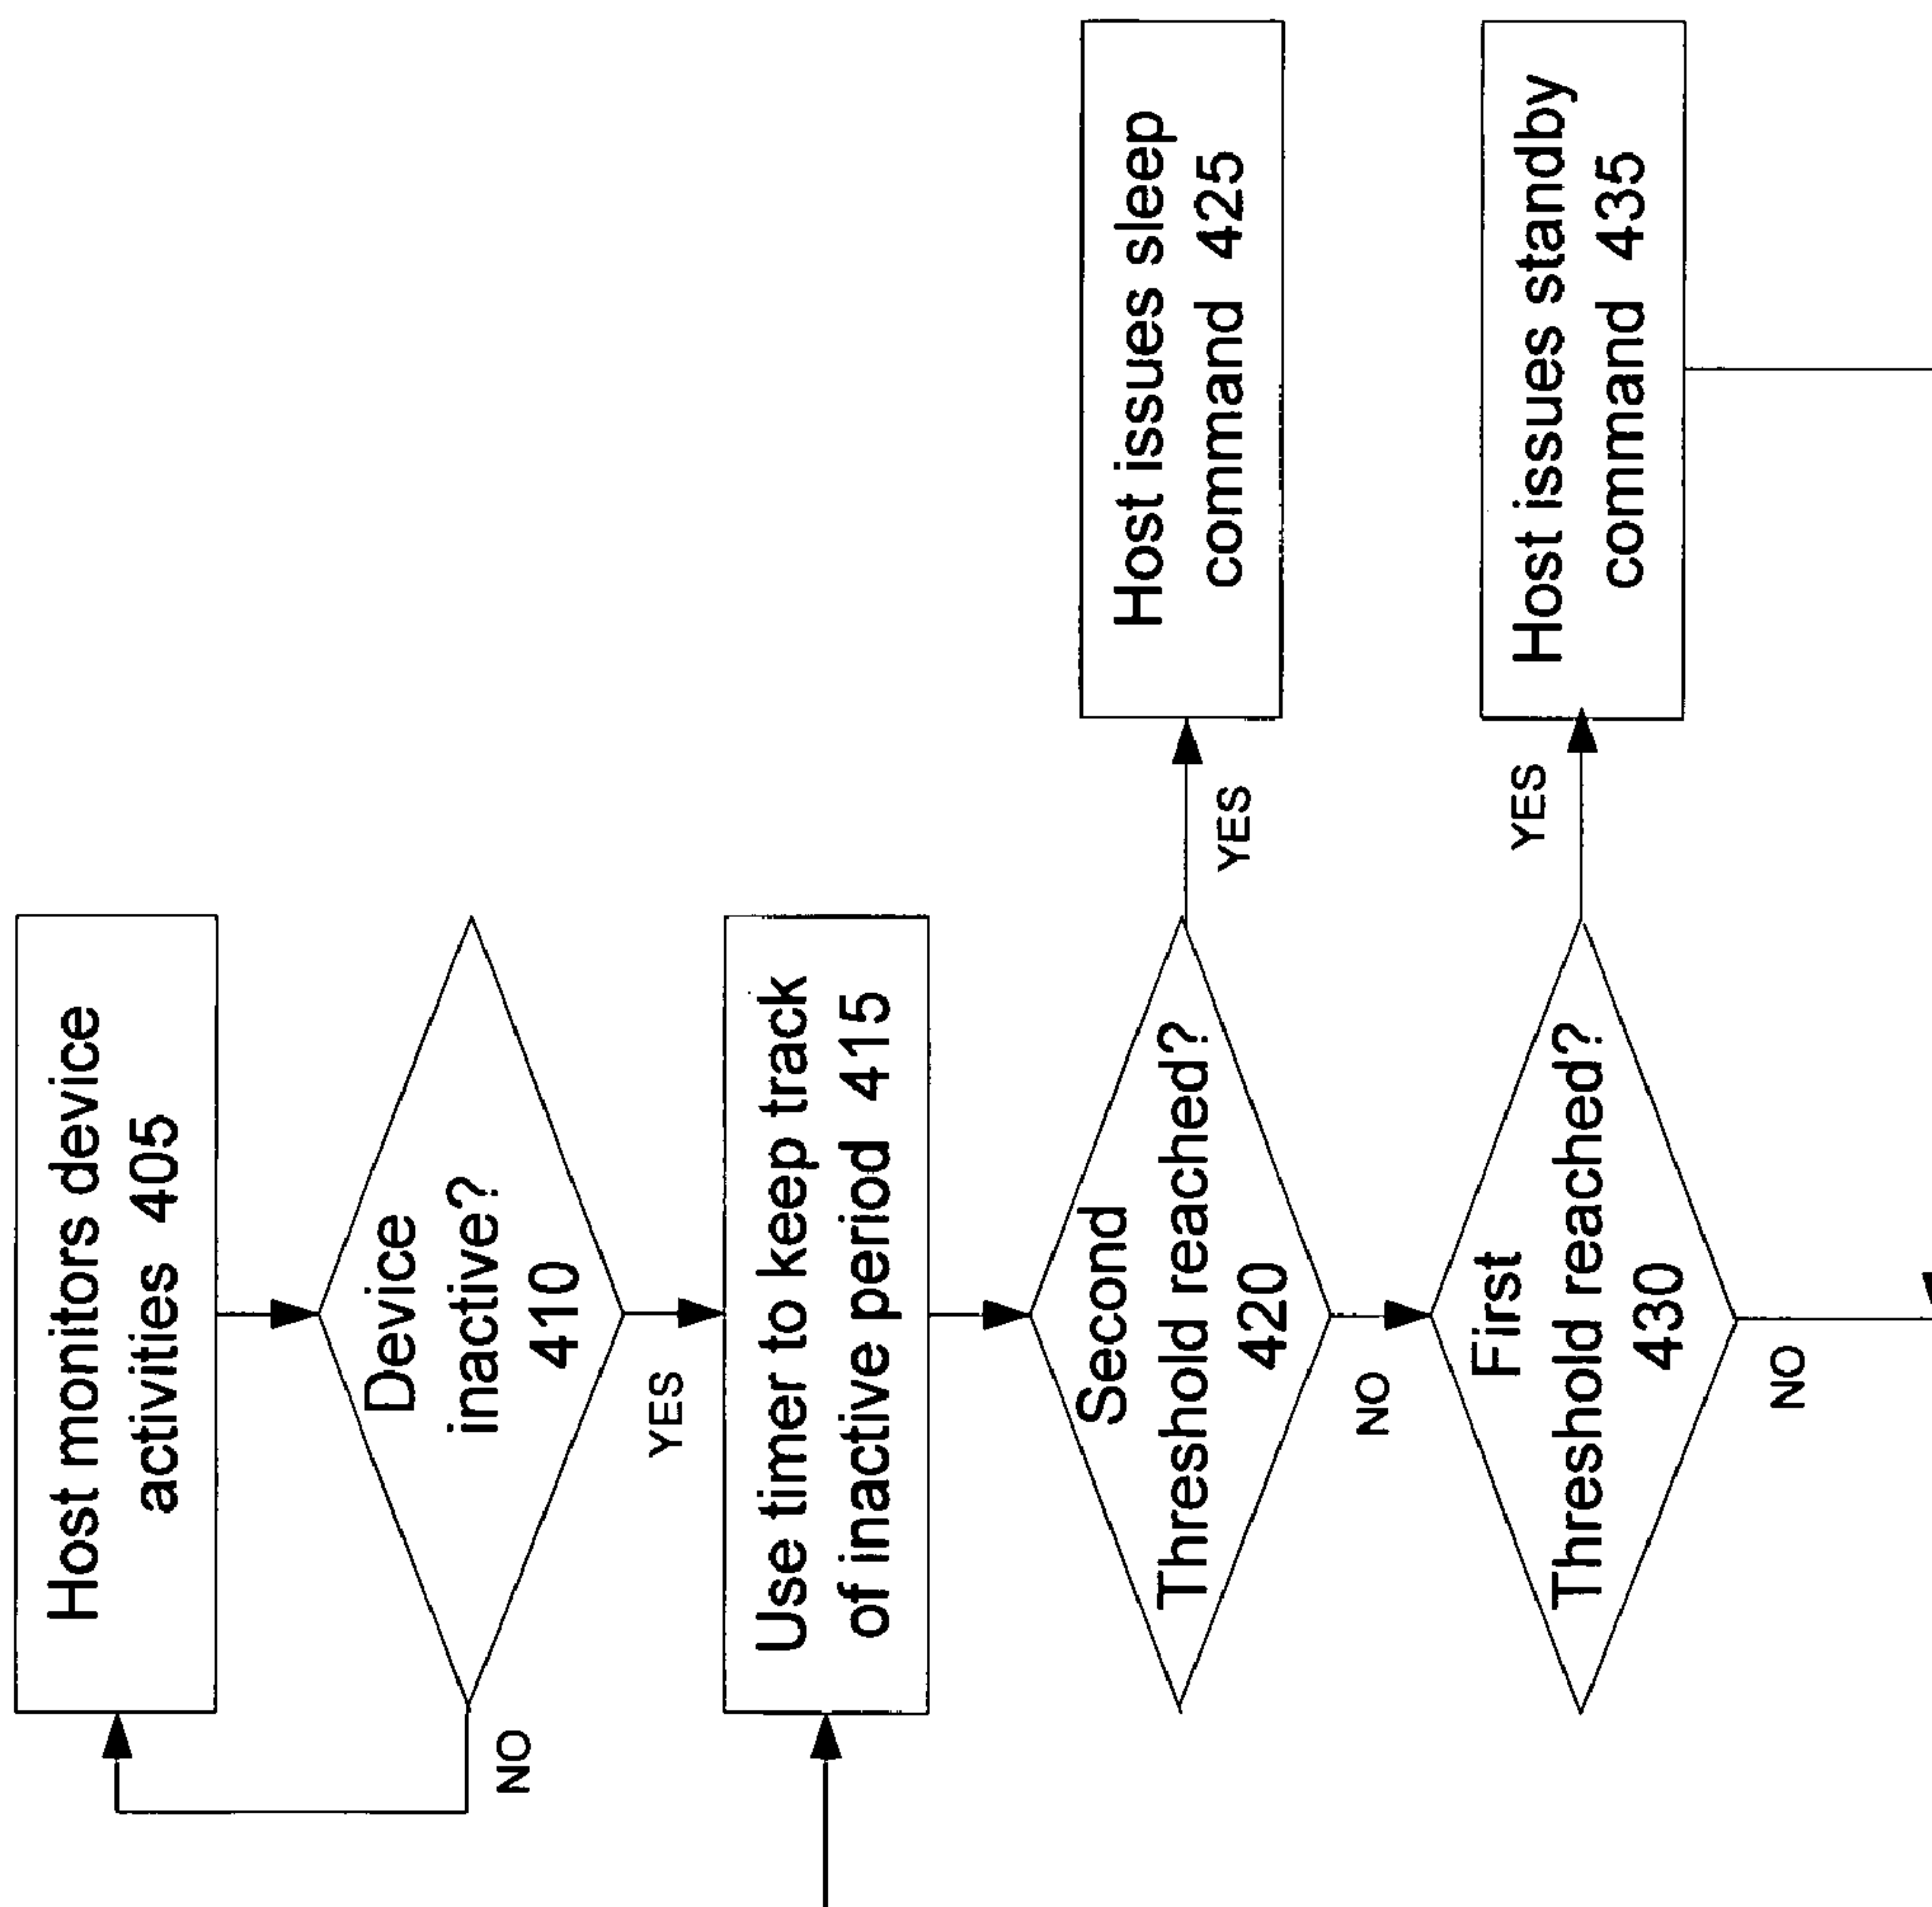 Host monitors device
activities 405
Device
inactive?
410
NO
YES
Use timer to keep track
of inactive period 415
Second
Threshold reached?
420
YES
Host issues sleep
command 425
NO
First
Threshold reached?
430
YES
Host issues standby
command 435
NO